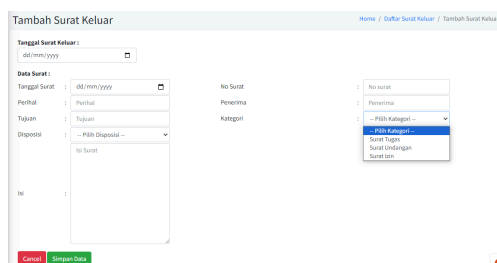 Tambah Surat Keluar
Home / Daftar Surat Keluar / Tambah Surat Kelua
Tanggal Surat Keluar :
dd/mm/yyyy
Data Surat :
Tanggal Surat : dd/mm/yyyy No Surat : No surat
Perihal : Perihal Penerima : Penerima
Tujuan : Tujuan Kategori : -- Pilih Kategori --
Disposisi : -- Pilih Disposisi -- -- Pilih Kategori --
Surat Tugas
Surat Undangan
Surat Izin
Isi : Isi Surat
Cancel Simpan Data